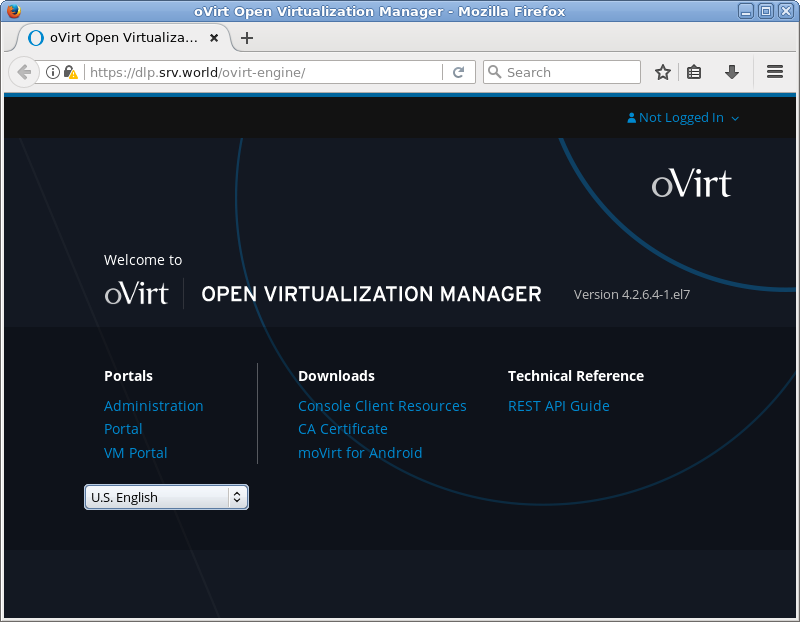 oVirt Open Virtualization Manager - Mozilla Firefox
oVirt Open Virtualiza...
https://dlp.srv.world/ovirt-engine/
Search
Not Logged In
oVirt
Welcome to
oVirt OPEN VIRTUALIZATION MANAGER Version 4.2.6.4-1.el7
Portals
Administration
Portal
VM Portal
Downloads
Console Client Resources
CA Certificate
moVirt for Android
Technical Reference
REST API Guide
U.S. English